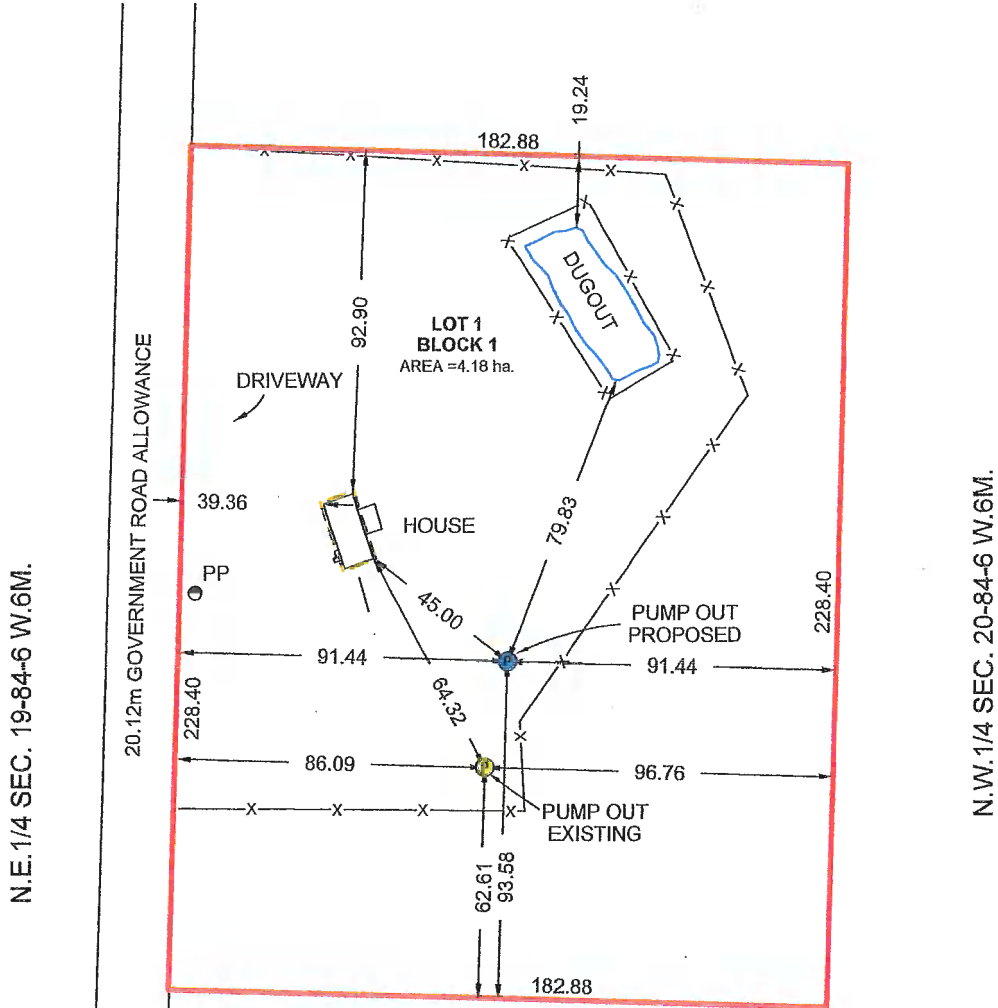 19.24
182.88
DUGOUT
92.90
LOT 1
BLOCK 1
AREA =4.18 ha.
DRIVEWAY
20.12m GOVERNMENT ROAD ALLOWANCE
39.36
HOUSE
79.83
PP
45.00
PUMP OUT
PROPOSED
228.40
N.E.1/4 SEC. 19-84-6 W.6M.
N.W.1/4 SEC. 20-84-6 W.6M.
91.44
P
91.44
228.40
64.32
86.09
P
96.76
PUMP OUT
EXISTING
62.61
93.58
182.88